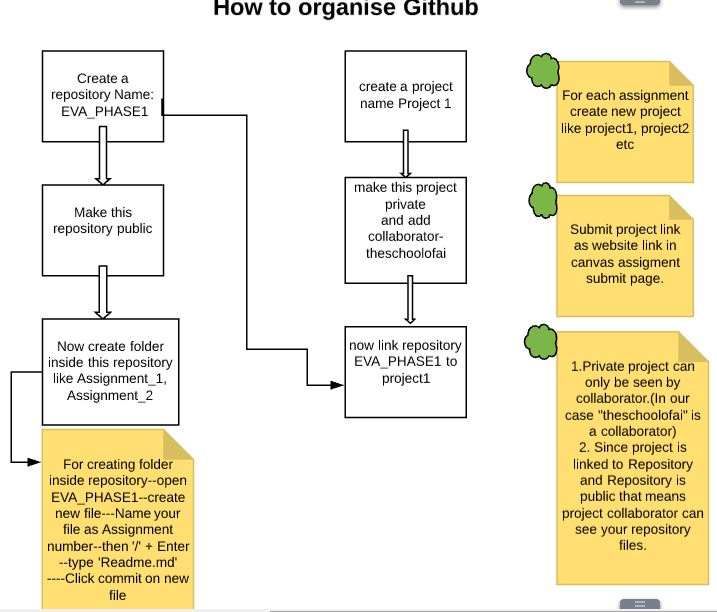 How to organise Github
Create a
repository Name:
EVA_PHASE1
Make this
repository public
Now create folder
inside this repository
like Assignment_1,
Assignment_2
For creating folder
inside repository--open
EVA_PHASE1--create
new file---Name your
file as Assignment
number--then '/' + Enter
--type 'Readme.md'
----Click commit on new
file
create a project
name Project 1
make this project
private
and add
collaborator-
theschoolofai
now link repository
EVA_PHASE1 to
project1
For each assignment
create new project
like project1, project2
etc
Submit project link
as website link in
canvas assigment
submit page.
1.Private project can
only be seen by
collaborator.(In our
case "theschoolofai" is
a collaborator)
2. Since project is
linked to Repository
and Repository is
public that means
project collaborator can
see your repository
files.